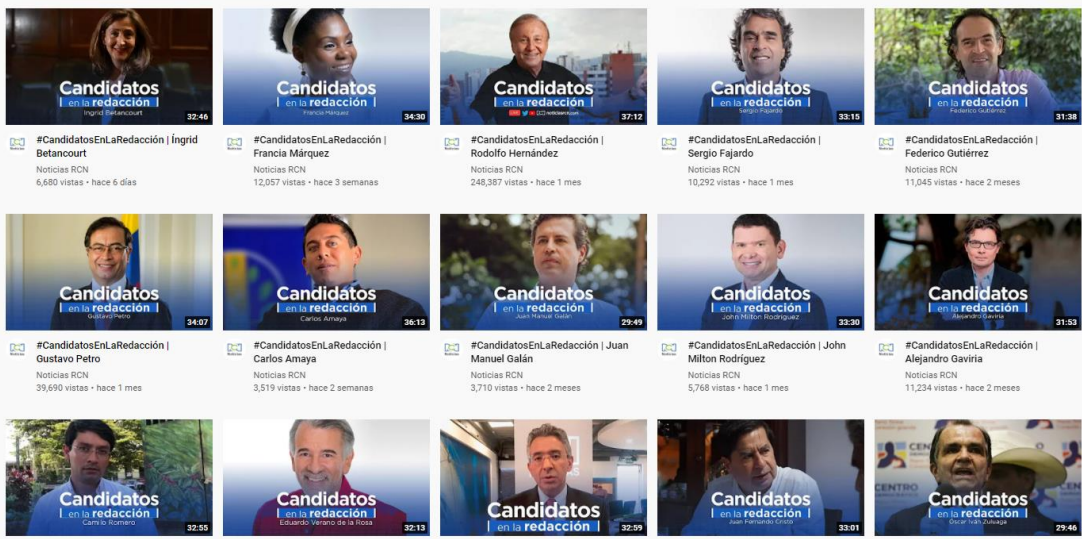 Candidatos
en la redacción
Ingrid Betancourt
32:46
Candidatos
en la redacción
Francia Márquez
34:30
Candidatos
en la redacción
37:12
Candidatos
en la redacción
Sergio Fajardo
33:15
Candidatos
en la redacción
Federico Gutiérrez
31:38
#CandidatosEnLaRedacción | Íngrid
Betancourt
Noticias RCN
6,680 vistas • hace 6 días
#CandidatosEnLaRedacción |
Francia Márquez
Noticias RCN
12,057 vistas • hace 3 semanas
#CandidatosEnLaRedacción |
Rodolfo Hernández
Noticias RCN
248,387 vistas • hace 1 mes
#CandidatosEnLaRedacción |
Sergio Fajardo
Noticias RCN
10,292 vistas • hace 1 mes
#CandidatosEnLaRedacción |
Federico Gutiérrez
Noticias RCN
11,045 vistas • hace 2 meses
Candidatos
en la redacción
Gustavo Petro
34:07
Candidatos
en la redacción
Carlos Amaya
36:13
Candidatos
en la redacción
Juan Manuel Galán
29:49
Candidatos
en la redacción
John Milton Rodríguez
33:30
Candidatos
en la redacción
Alejandro Gaviria
31:53
#CandidatosEnLaRedacción |
Gustavo Petro
Noticias RCN
39,690 vistas • hace 1 mes
#CandidatosEnLaRedacción |
Carlos Amaya
Noticias RCN
3,519 vistas • hace 2 semanas
#CandidatosEnLaRedacción | Juan
Manuel Galán
Noticias RCN
3,710 vistas • hace 2 meses
#CandidatosEnLaRedacción | John
Milton Rodríguez
Noticias RCN
5,768 vistas • hace 1 mes
#CandidatosEnLaRedacción |
Alejandro Gaviria
Noticias RCN
11,234 vistas • hace 2 meses
Candidatos
en la redacción
Camilo Romero
32:55
Candidatos
en la redacción
Eduardo Verano de la Rosa
32:13
Candidatos
en la redacción
32:59
Candidatos
en la redacción
Juan Fernando Cristo
33:01
CENTRO
Candidatos
en la redacción
Óscar Iván Zuluaga
29:46